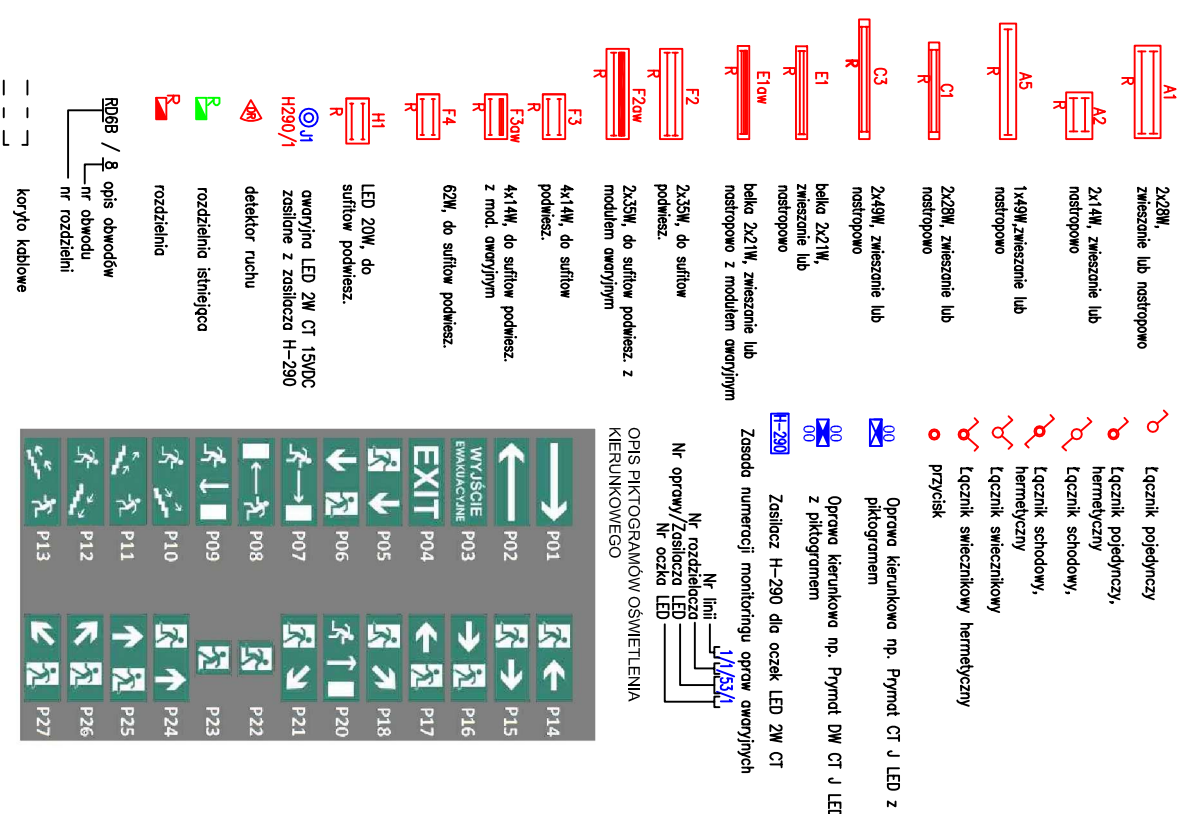 A1
R
2x28W,
zwieszanie lub nastropowo
A2
R
2x14W, zwieszanie lub
nastropowo
A5
R
1x49W,zwieszanie lub
nastropowo
C1
R
2x28W, zwieszanie lub
nastropowo
C3
R
2x49W, zwieszanie lub
nastropowo
E1
R
belka 2x21W,
zwieszanie lub
nastropowo
E1aw
R
belka 2x21W, zwieszanie lub
nastropowo z modułem awaryjnym
F2
R
2x35W, do sufitow
podwiesz.
F2aw
R
2x35W, do sufitow podwiesz. z
modułem awaryjnym
F3
R
4x14W, do sufitow
podwiesz.
F3aw
R
4x14W, do sufitow podwiesz.
z mod. awaryjnym
F4
R
62W, do sufitow podwiesz.
H1
R
LED 20W, do
sufitow podwiesz.
J1
H290/1
awaryjna LED 2W CT 15VDC
zasilane z zasilacza H-290
detektor ruchu
R
rozdzielnia istniejąca
R
rozdzielnia
RD6B / 8 opis obwodów
nr obwodu
nr rozdzielni
koryto kablowe
Łącznik pojedynczy
Łącznik pojedynczy,
hermetyczny
Łącznik schodowy,
Łącznik schodowy,
hermetyczny
Łącznik swiecznikowy
Łącznik swiecznikowy hermetyczny
przycisk
00
Oprawa kierunkowa np. Prymat CT J LED z
piktogramem
00
00
Oprawa kierunkowa np. Prymat DW CT J LED
z piktogramem
H-290
Zasilacz H-290 dla oczek LED 2W CT
Zasada numeracji monitoringu opraw awaryjnych
1/1/53/1
Nr linii
Nr rozdzielacza
Nr oprawy/Zasilacza LED
Nr oczka LED
OPIS PIKTOGRAMÓW OŚWIETLENIA
KIERUNKOWEGO
P01
P02
WYJŚCIE
EWAKUACYJNE
P03
EXIT
P04
P05
P06
P07
P08
P09
P10
P11
P12
P13
P14
P15
P16
P17
P18
P20
P21
P22
P23
P24
P25
P26
P27